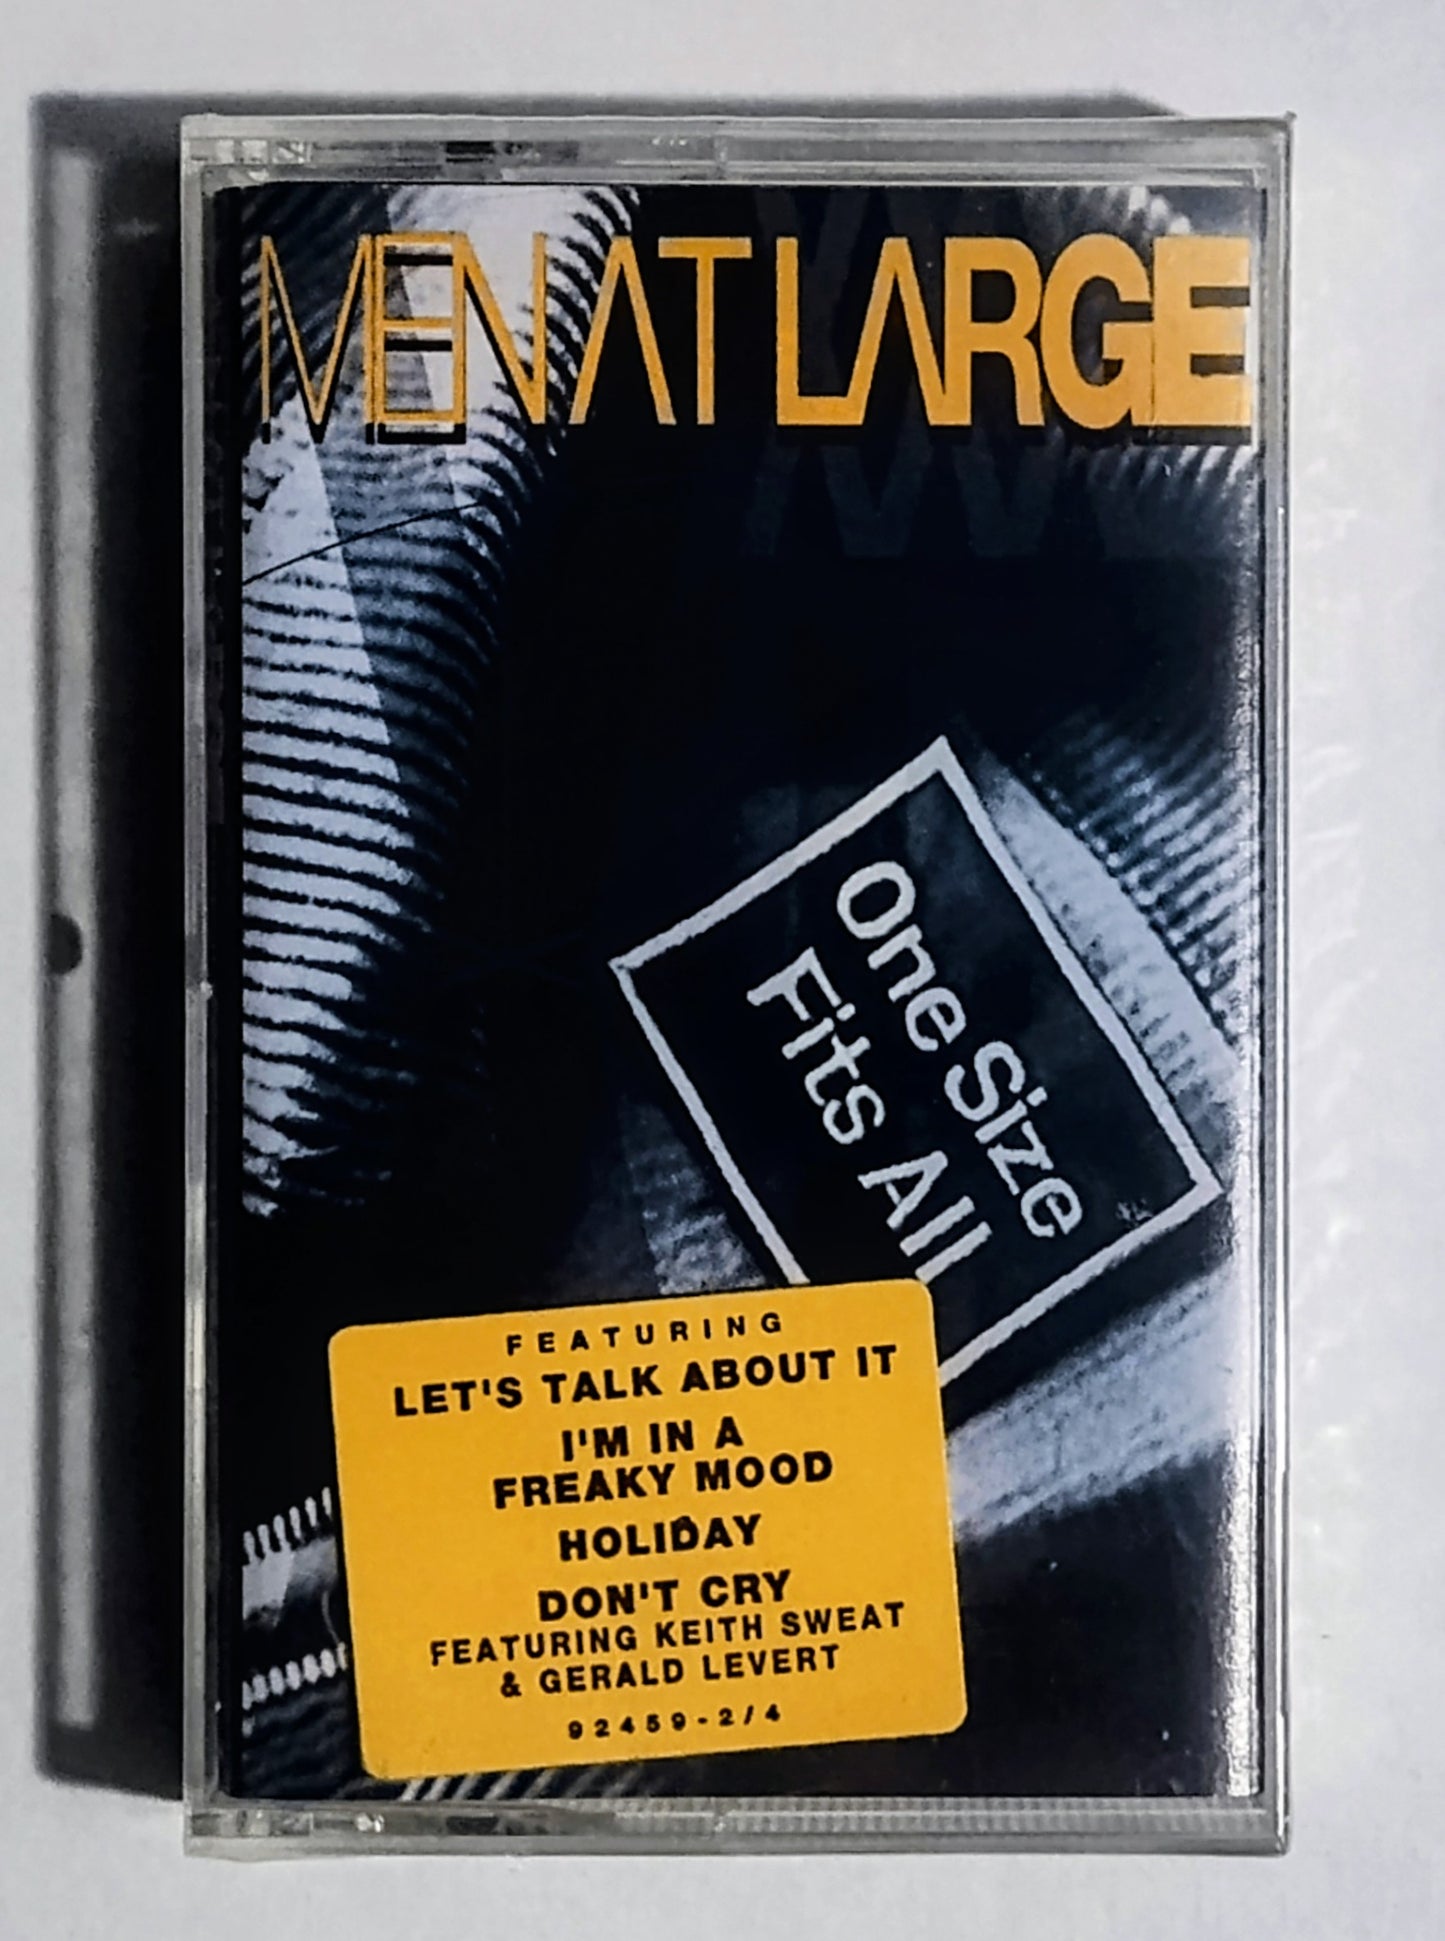 MEN AT LARGE
One Size
Fits All
FEATURING
LET'S TALK ABOUT IT
I'M IN A
FREAKY MOOD
HOLIDAY
DON'T CRY
FEATURING KEITH SWEAT
& GERALD LEVERT
92459-2/4